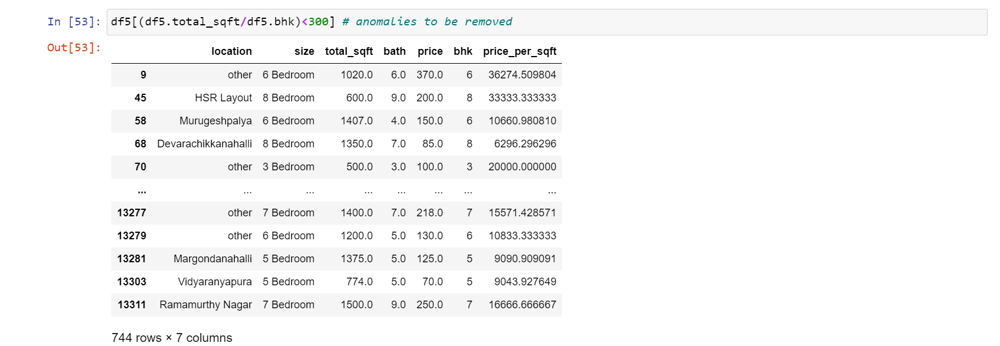 In [53]: df5[(df5.total_sqft/df5.bhk)<300] # anomalies to be removed
Out[53]:
location size total_sqft bath price bhk price_per_sqft
9 other 6 Bedroom 1020.0 6.0 370.0 6 36274.509804
45 HSR Layout 8 Bedroom 600.0 9.0 200.0 8 33333.333333
58 Murugeshpalya 6 Bedroom 1407.0 4.0 150.0 6 10660.980810
68 Devarachikkanahalli 8 Bedroom 1350.0 7.0 85.0 8 6296.296296
70 other 3 Bedroom 500.0 3.0 100.0 3 20000.000000
... ... ... ... ... ... ... ...
13277 other 7 Bedroom 1400.0 7.0 218.0 7 15571.428571
13279 other 6 Bedroom 1200.0 5.0 130.0 6 10833.333333
13281 Margondanahalli 5 Bedroom 1375.0 5.0 125.0 5 9090.909091
13303 Vidyaranyapura 5 Bedroom 774.0 5.0 70.0 5 9043.927649
13311 Ramamurthy Nagar 7 Bedroom 1500.0 9.0 250.0 7 16666.666667
744 rows × 7 columns